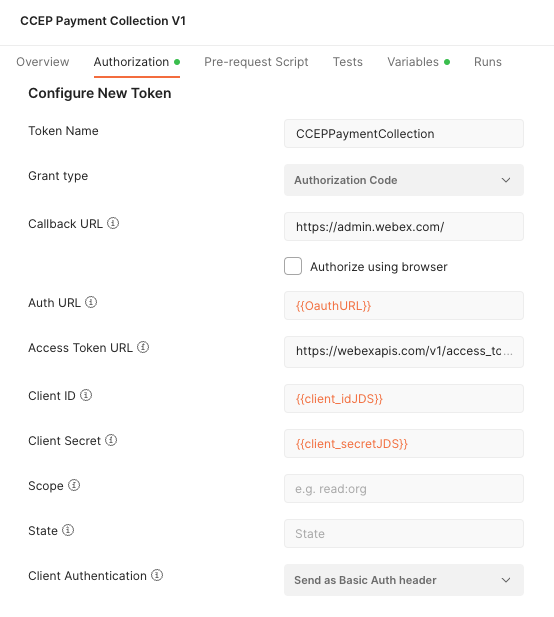 CCEP Payment Collection V1
Overview Authorization Pre-request Script Tests Variables Runs
Configure New Token
Token Name CCEPPaymentCollection
Grant type Authorization Code
Callback URL https://admin.webex.com/
Authorize using browser
Auth URL {{OauthURL}}
Access Token URL https://webexapis.com/v1/access_tc...
Client ID {{client_idJDS}}
Client Secret {{client_secretJDS}}
Scope e.g. read:org
State State
Client Authentication Send as Basic Auth header